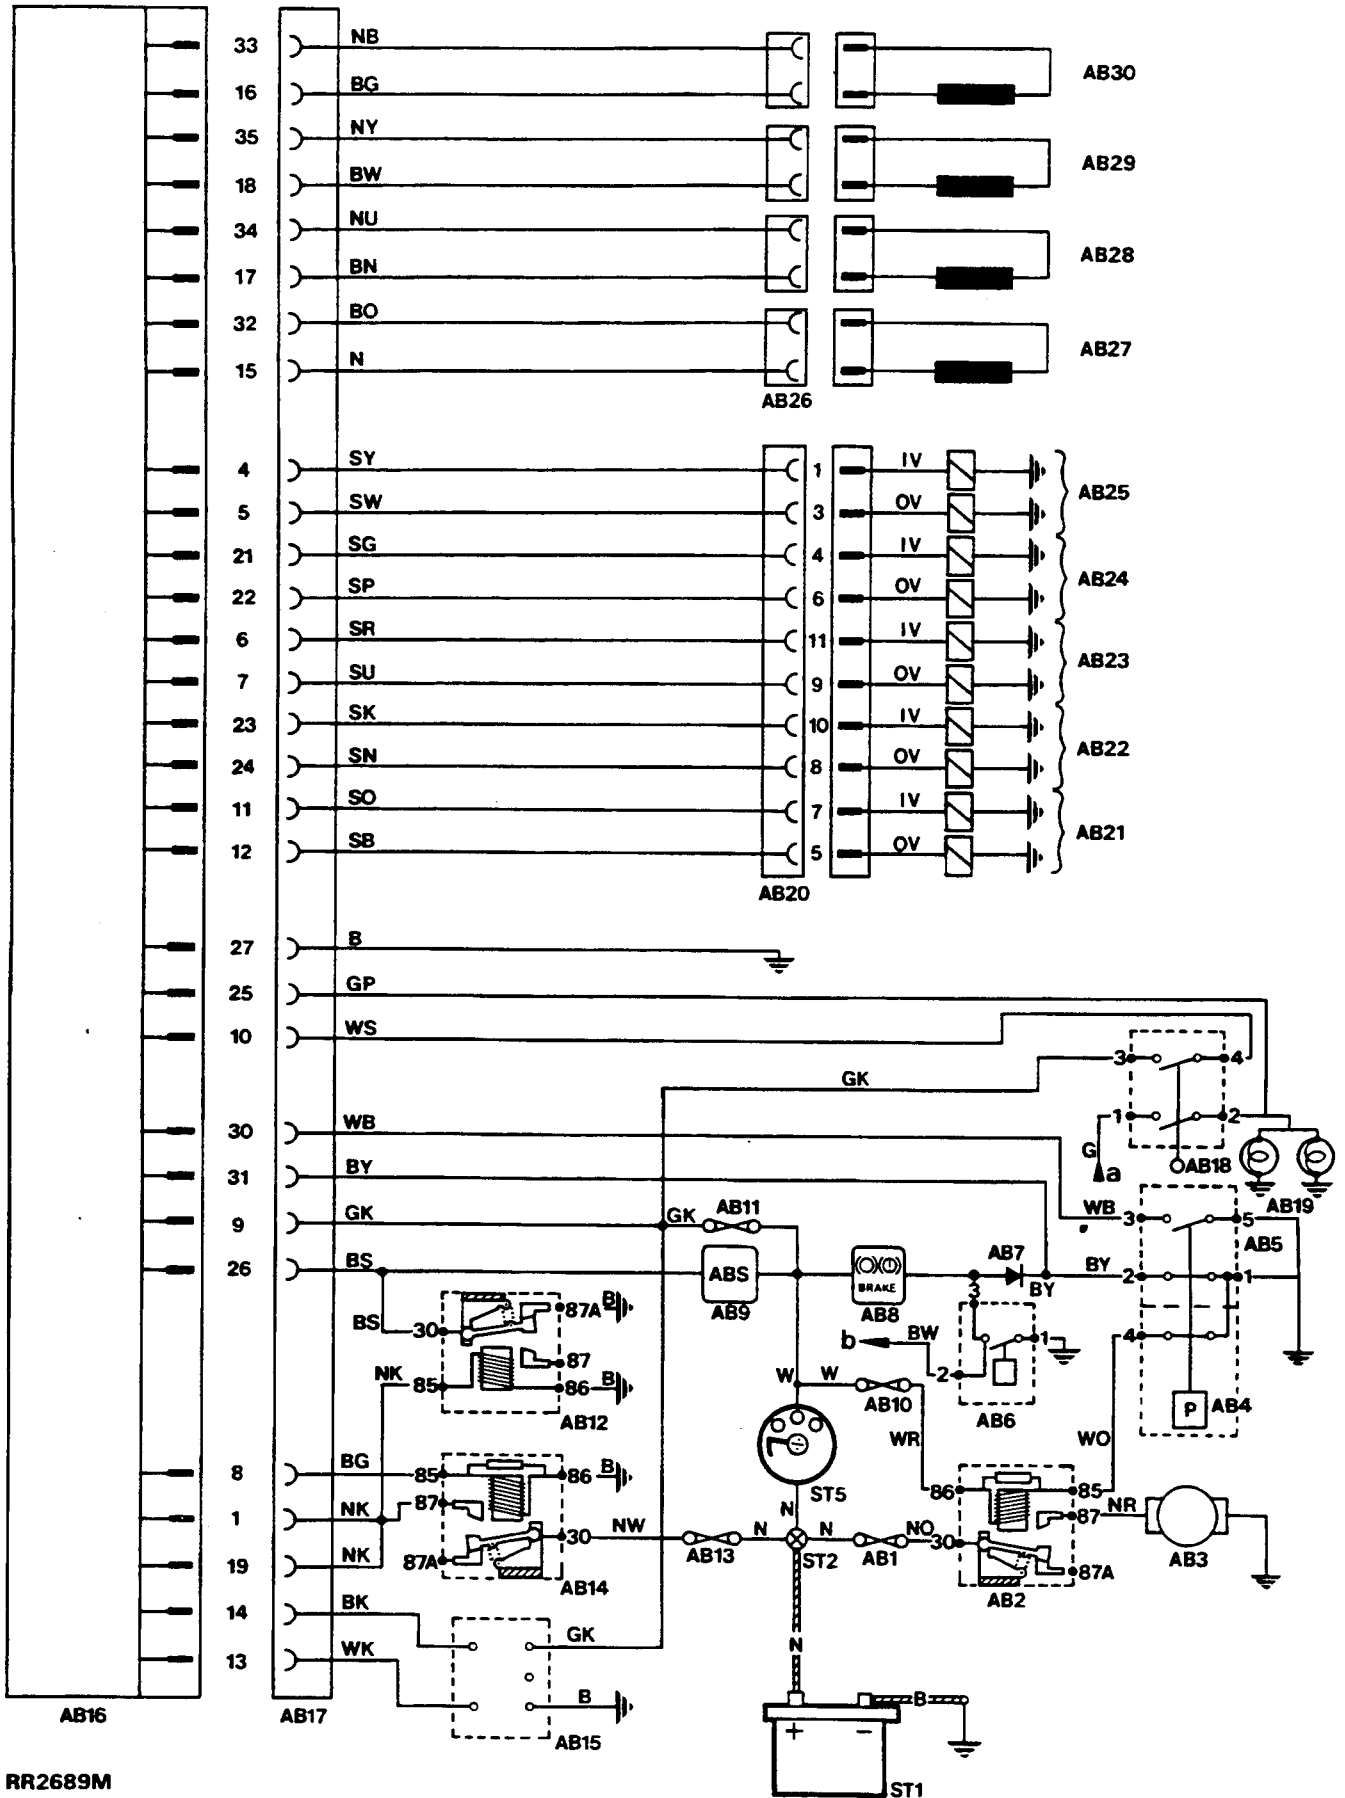 33 NB
AB30
16 BG
35 NY
AB29
18 BW
34 NU
AB28
17 BN
32 BO
AB27
15 N
AB26
4 SY 1 IV
AB25
5 SW 3 OV
21 SG 4 IV
AB24
22 SP 6 OV
6 SR 11 IV
AB23
7 SU 9 OV
23 SK 10 IV
AB22
24 SN 8 OV
11 SO 7 IV
AB21
12 SB 5 OV
AB20
27 B
25 GP
10 WS
3 4
GK
1 2
30 WB
G a AB18
31 BY
AB19
9 GK GK AB11
WB 3 5
AB5
26 BS ABS BRAKE AB7 BY 2 1
AB9 AB8 3 BY
BS 30 87A B
b BW 1 4
NK 85 87
86 B
2
W W AB10
AB6
P AB4
AB12
WR WO
8 BG 85 86 B
ST5
86 85
1 NK 87
N
NR
87
30 NW N N NO 30
AB13 ST2 AB1 AB3
19 NK 87A
AB14
87A
AB2
14 BK
GK
N
13 WK
B
B
AB16 AB17 AB15
+ −
RR2689M
ST1